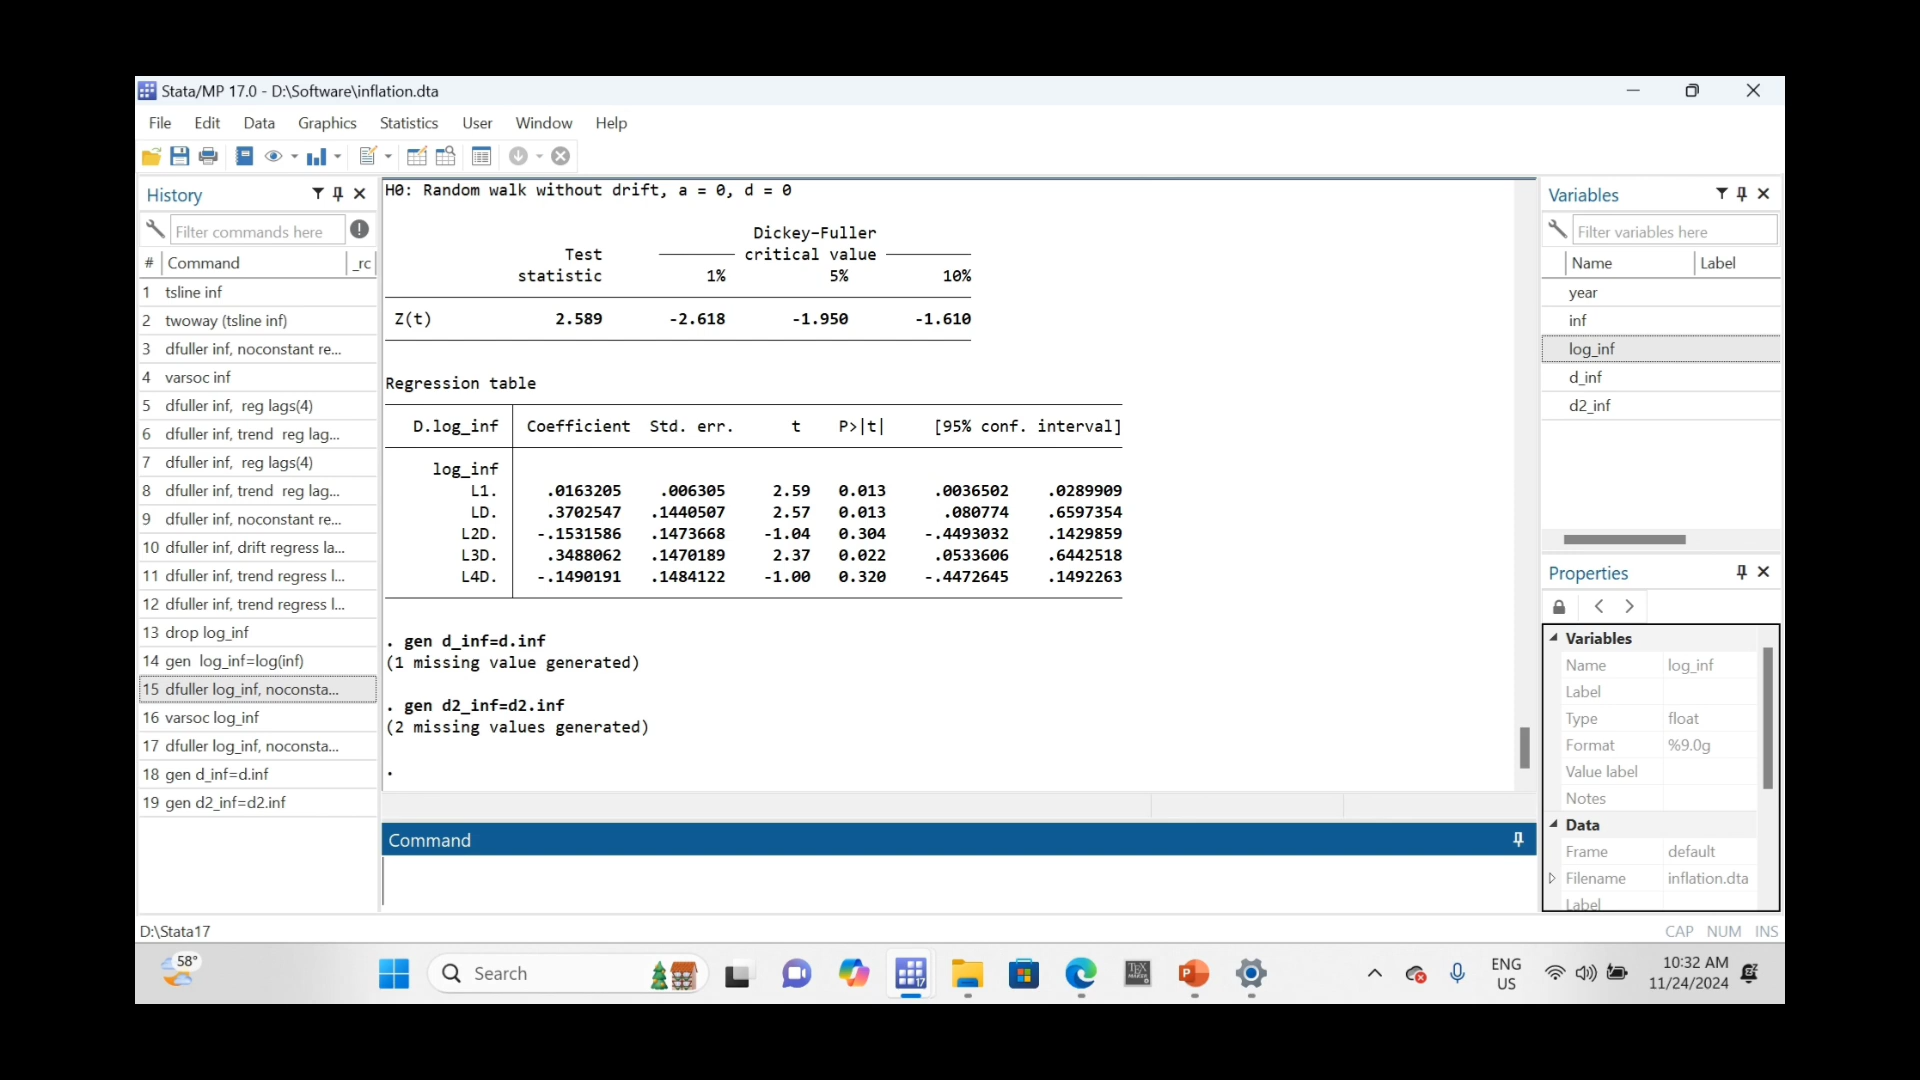 Stata/MP 17.0 - D:\Software\inflation.dta
File Edit Data Graphics Statistics User Window Help
History
Filter commands here
# Command _rc
1 tsline inf
2 twoway (tsline inf)
3 dfuller inf, noconstant re...
4 varsoc inf
5 dfuller inf, reg lags(4)
6 dfuller inf, trend reg lag...
7 dfuller inf, reg lags(4)
8 dfuller inf, trend reg lag...
9 dfuller inf, noconstant re...
10 dfuller inf, drift regress la...
11 dfuller inf, trend regress l...
12 dfuller inf, trend regress l...
13 drop log_inf
14 gen log_inf=log(inf)
15 dfuller log_inf, noconsta...
16 varsoc log_inf
17 dfuller log_inf, noconsta...
18 gen d_inf=d.inf
19 gen d2_inf=d2.inf
H0: Random walk without drift, a = 0, d = 0
Dickey–Fuller
Test critical value
statistic 1% 5% 10%
Z(t) 2.589 -2.618 -1.950 -1.610
Regression table
D.log_inf Coefficient Std. err. t P>|t| [95% conf. interval]
log_inf
L1. .0163205 .006305 2.59 0.013 .0036502 .0289909
LD. .3702547 .1440507 2.57 0.013 .080774 .6597354
L2D. -.1531586 .1473668 -1.04 0.304 -.4493032 .1429859
L3D. .3488062 .1470189 2.37 0.022 .0533606 .6442518
L4D. -.1490191 .1484122 -1.00 0.320 -.4472645 .1492263
. gen d_inf=d.inf
(1 missing value generated)
. gen d2_inf=d2.inf
(2 missing values generated)
.
Command
Variables
Filter variables here
Name Label
year
inf
log_inf
d_inf
d2_inf
Properties
Variables
Name log_inf
Label
Type float
Format %9.0g
Value label
Notes
Data
Frame default
Filename inflation.dta
Label
D:\Stata17
CAP NUM INS
58°
Search
17
ENG
US
10:32 AM
11/24/2024